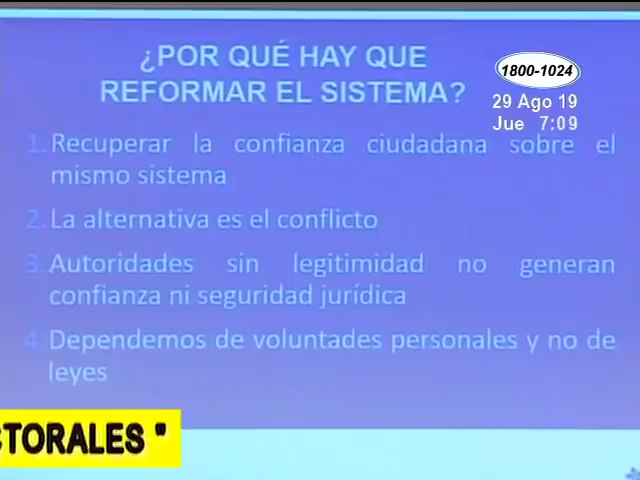 ¿POR QUÉ HAY QUE
REFORMAR EL SISTEMA?
1800-1024
29 Ago 19
Jue 7:09
1. Recuperar la confianza ciudadana sobre el
mismo sistema
2. La alternativa es el conflicto
3. Autoridades sin legitimidad no generan
confianza ni seguridad jurídica
4. Dependemos de voluntades personales y no de
leyes
CTORALES "